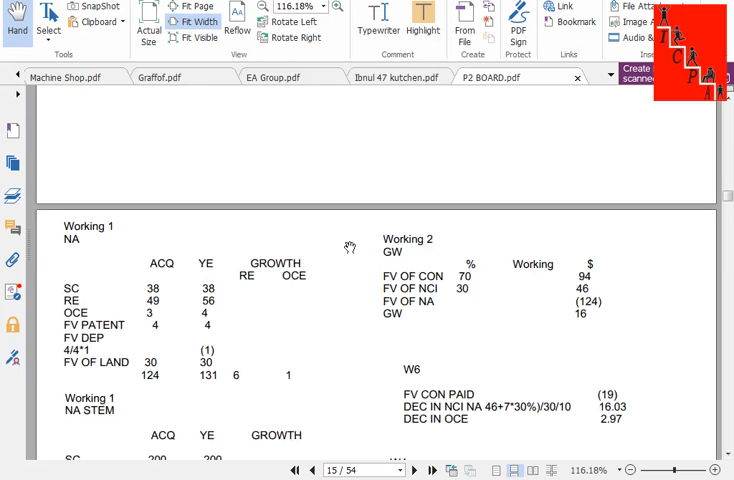 SnapShot
Fit Page
116.18%
Link
File Attachment
Hand
Select
Clipboard
Actual Size
Fit Width
Reflow
Rotate Left
Typewriter
Highlight
From File
PDF Sign
Bookmark
Image A
Fit Visible
Rotate Right
Audio &
Tools
View
Comment
Create
Links
Machine Shop.pdf
Graffof.pdf
EA Group.pdf
Ibnul 47 kutchen.pdf
P2 BOARD.pdf
Create
scanned
I
C
P
A
Working 1
NA
ACQ YE GROWTH
RE OCE
SC 38 38
RE 49 56
OCE 3 4
FV PATENT 4 4
FV DEP
4/4*1 (1)
FV OF LAND 30 30
124 131 6 1
Working 1
NA STEM
ACQ YE GROWTH
SC 200 200
Working 2
GW
% Working $
FV OF CON 70 94
FV OF NCI 30 46
FV OF NA (124)
GW 16
W6
FV CON PAID (19)
DEC IN NCI NA 46+7*30%)/30/10 16.03
DEC IN OCE 2.97
15 / 54
116.18%